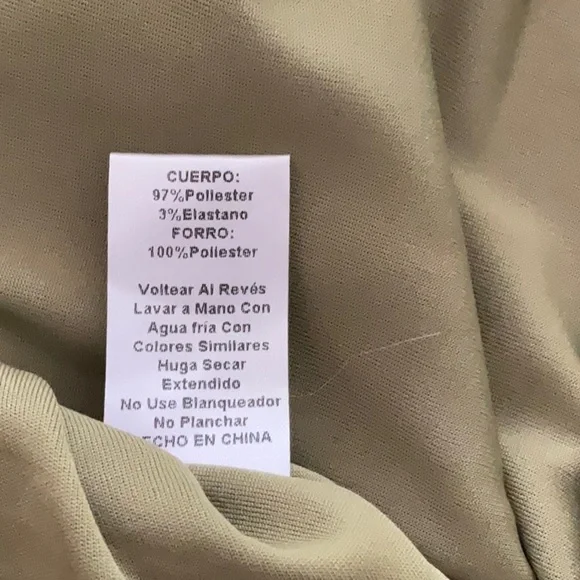 CUERPO:
97%Poliester
3%Elastano
FORRO:
100%Poliester
Voltear Al Revés
Lavar a Mano Con
Agua fría Con
Colores Similares
Huga Secar
Extendido
No Use Blanqueador
No Planchar
ECHO EN CHINA